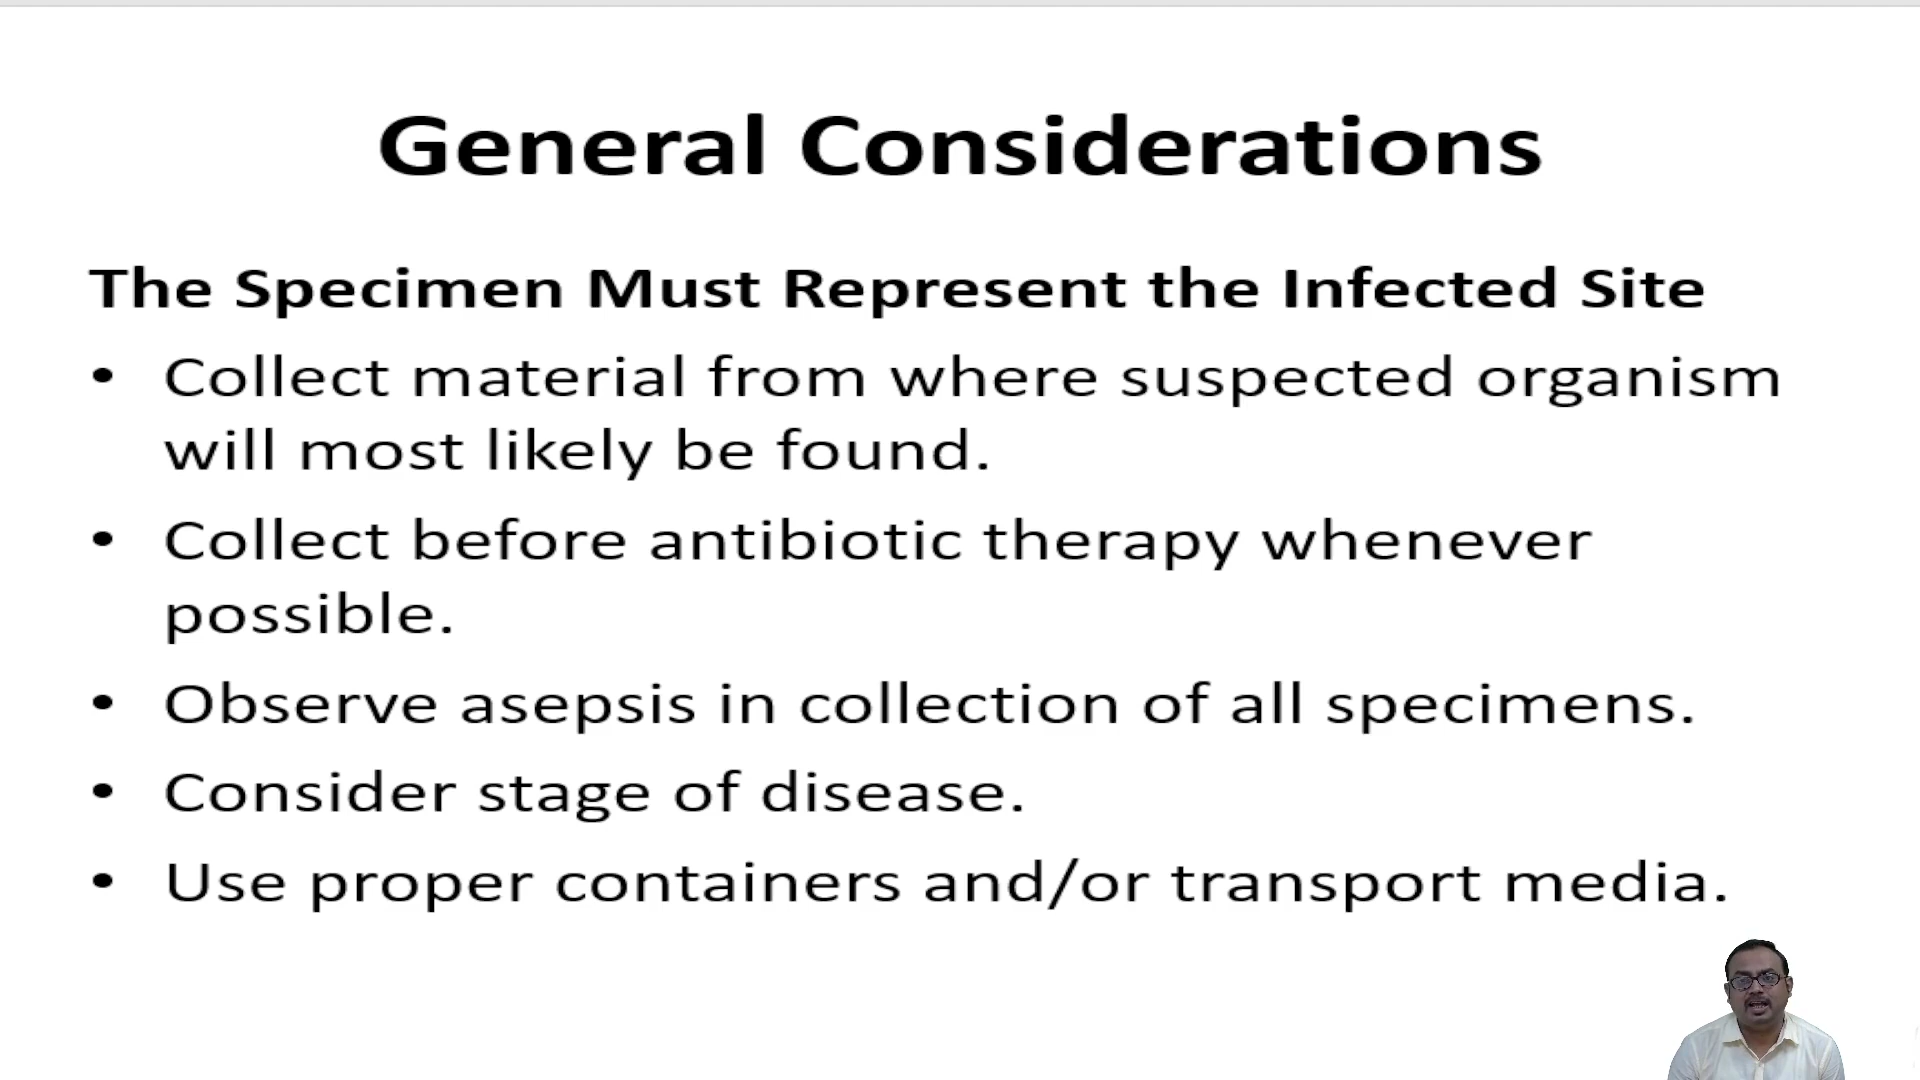 General Considerations
The Specimen Must Represent the Infected Site
• Collect material from where suspected organism
will most likely be found.
• Collect before antibiotic therapy whenever
possible.
• Observe asepsis in collection of all specimens.
• Consider stage of disease.
• Use proper containers and/or transport media.